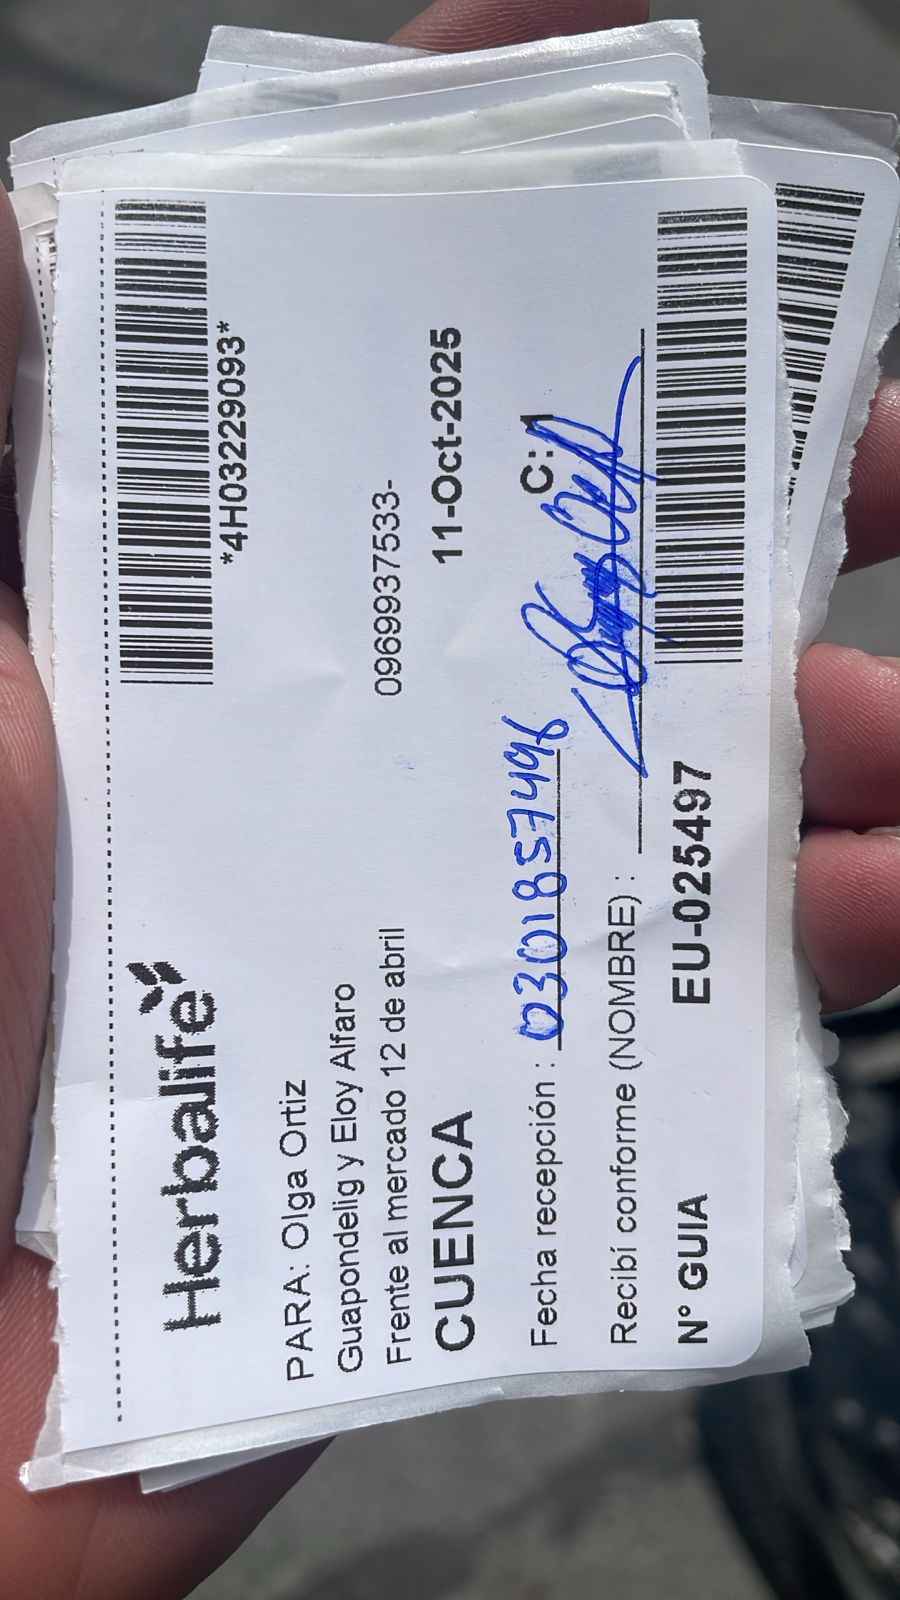 Herbalife
*4H03229093*
PARA: Olga Ortiz
Guapondelig y Eloy Alfaro
Frente al mercado 12 de abril
0969937533-
CUENCA
11-Oct-2025
Fecha recepción : 0301857496
C: 1
Recibí conforme (NOMBRE) :
N° GUIA
EU-025497